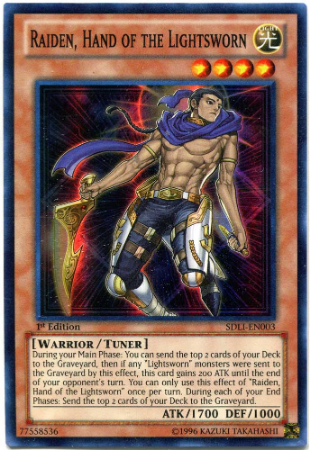 RAIDEN, HAND OF THE LIGHTSWORN
LIGHT
光
1st Edition
SDLI-EN003
[WARRIOR / TUNER]
During your Main Phase: You can send the top 2 cards of your Deck
to the Graveyard, then if any "Lightsworn" monsters were sent
to the Graveyard by this effect, this card gains 200 ATK until the end
of your opponent's turn. You can only use this effect of "Raiden,
Hand of the Lightsworn" once per turn. During each of your End
Phases: Send the top 2 cards of your Deck to the Graveyard.
ATK/1700 DEF/1000
77558536
©1996 KAZUKI TAKAHASHI